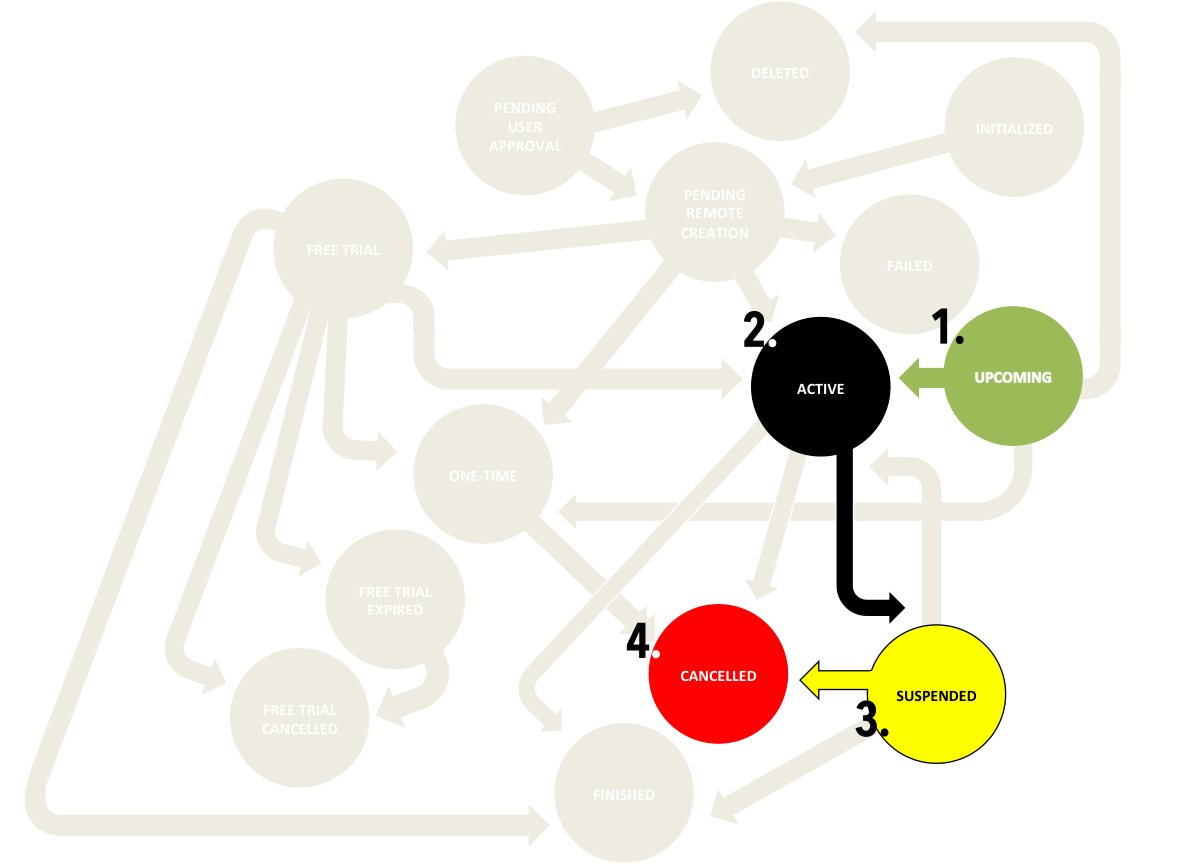 DELETED
PENDING
USER
APPROVAL
INITIALIZED
PENDING
REMOTE
CREATION
FREE TRIAL
FAILED
1.
2.
UPCOMING
ACTIVE
ONE-TIME
FREE TRIAL
EXPIRED
4.
CANCELLED
SUSPENDED
3.
FREE TRIAL
CANCELLED
FINISHED